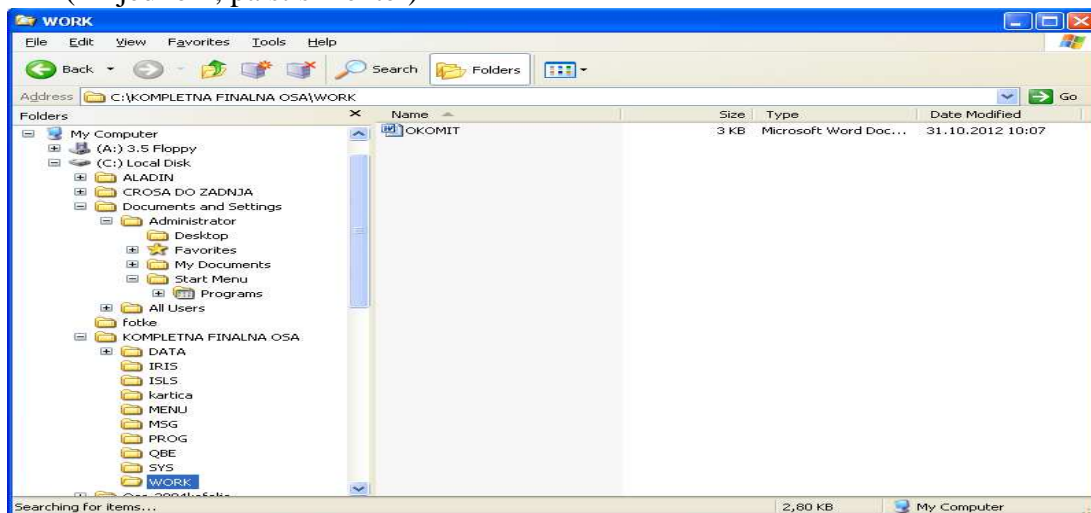 WORK
File Edit View Favorites Tools Help
Back Search Folders
Address C:\KOMPLETNA FINALNA OSA\WORK Go
Folders Name Size Type Date Modified
My Computer OKOMIT 3 KB Microsoft Word Doc... 31.10.2012 10:07
(A:) 3.5 Floppy
(C:) Local Disk
ALADIN
CROSA DO ZADNJA
Documents and Settings
Administrator
Desktop
Favorites
My Documents
Start Menu
Programs
All Users
fotke
KOMPLETNA FINALNA OSA
DATA
IRIS
ISLS
kartica
MENU
MSG
PROG
QBE
SYS
WORK
Searching for items... 2,80 KB My Computer